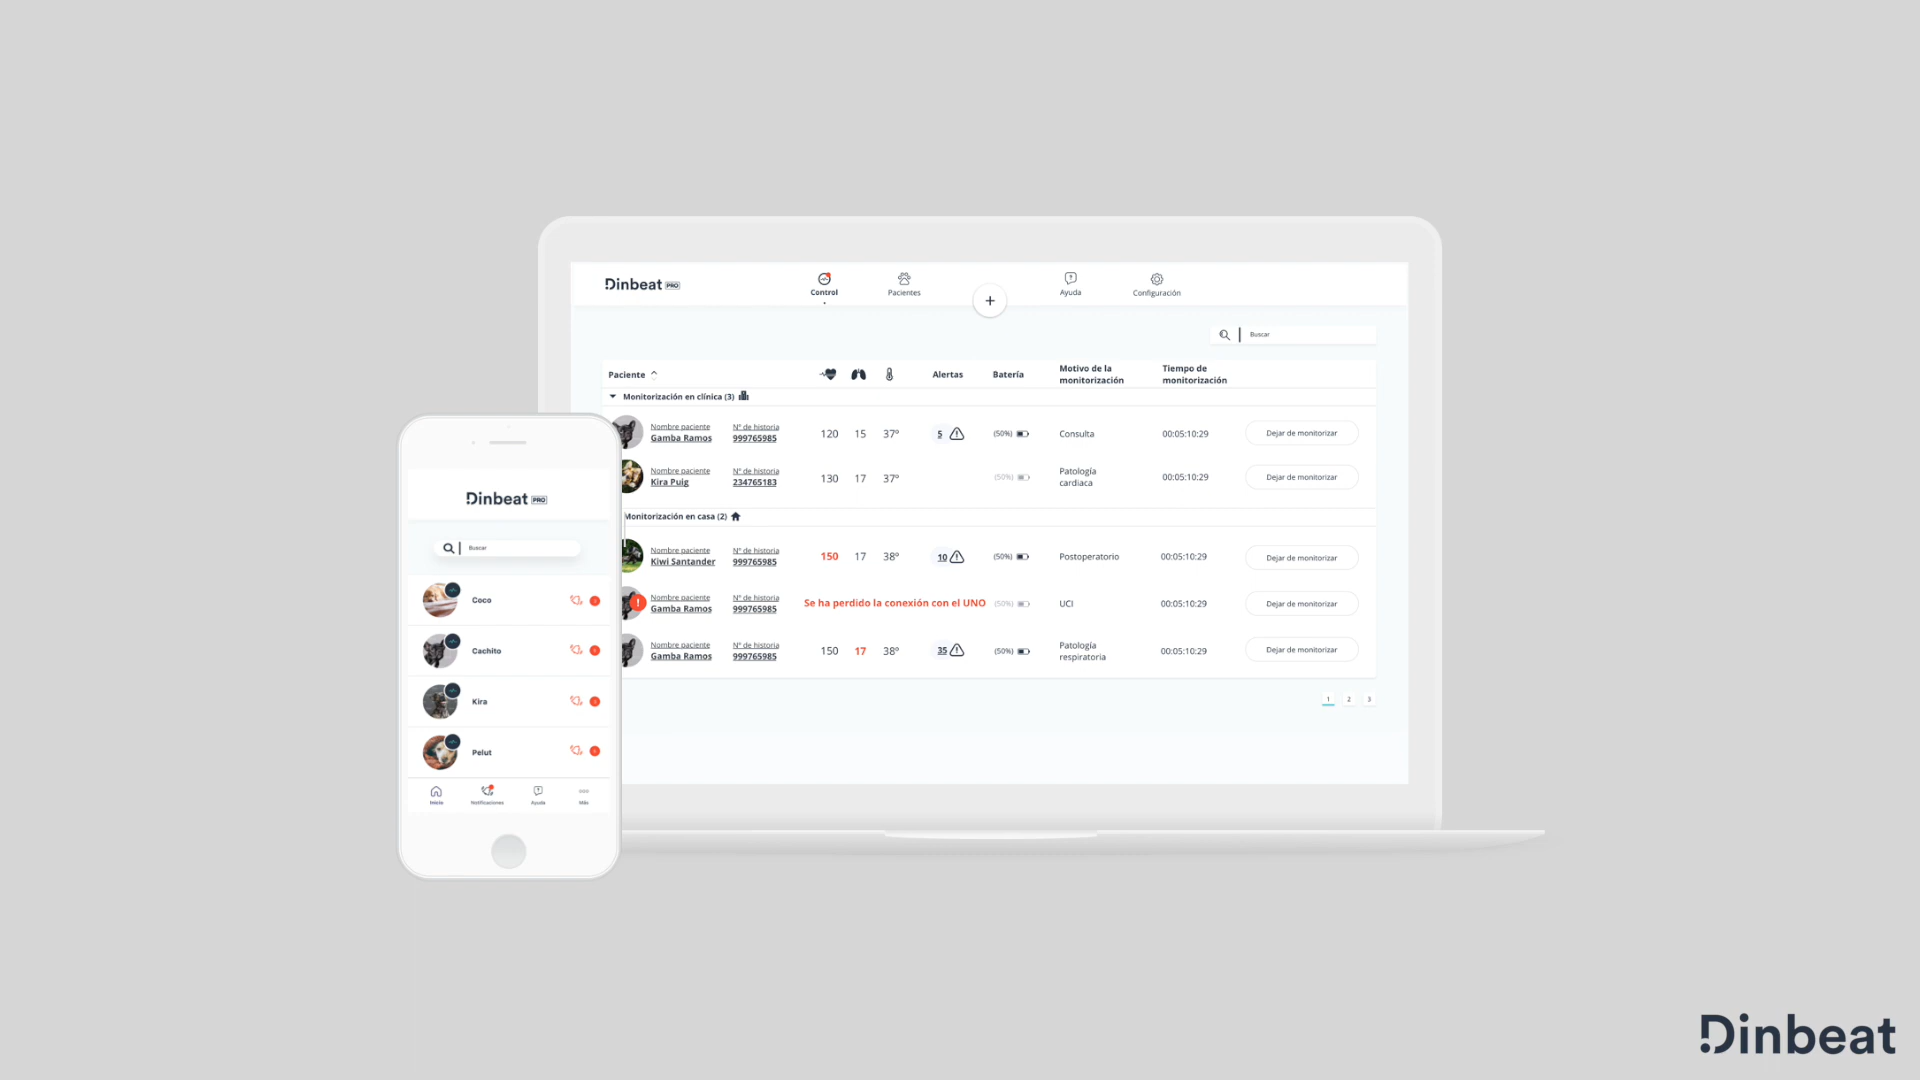 Dinbeat PRO
Control
Pacientes
+
Ayuda
Configuración
Buscar
Paciente
Alertas
Batería
Motivo de la
monitorización
Tiempo de
monitorización
Monitorización en clínica (3)
Nombre paciente
Gamba Ramos
Nº de historia
999765985
120 15 37º 5 (50%) Consulta 00:05:10:29 Dejar de monitorizar
Nombre paciente
Kira Puig
Nº de historia
234765183
130 17 37º (50%) Patología
cardiaca
00:05:10:29 Dejar de monitorizar
Monitorización en casa (2)
Nombre paciente
Kiwi Santander
Nº de historia
999765985
150 17 38º 10 (50%) Postoperatorio 00:05:10:29 Dejar de monitorizar
Nombre paciente
Gamba Ramos
Nº de historia
999765985
Se ha perdido la conexión con el UNO (50%) UCI 00:05:10:29 Dejar de monitorizar
Nombre paciente
Gamba Ramos
Nº de historia
999765985
150 17 38º 35 (50%) Patología
respiratoria
00:05:10:29 Dejar de monitorizar
1 2 3
Dinbeat PRO
Buscar
Coco
Cachito
Kira
Pelut
Inicio
Notificaciones
Ayuda
Más
Dinbeat